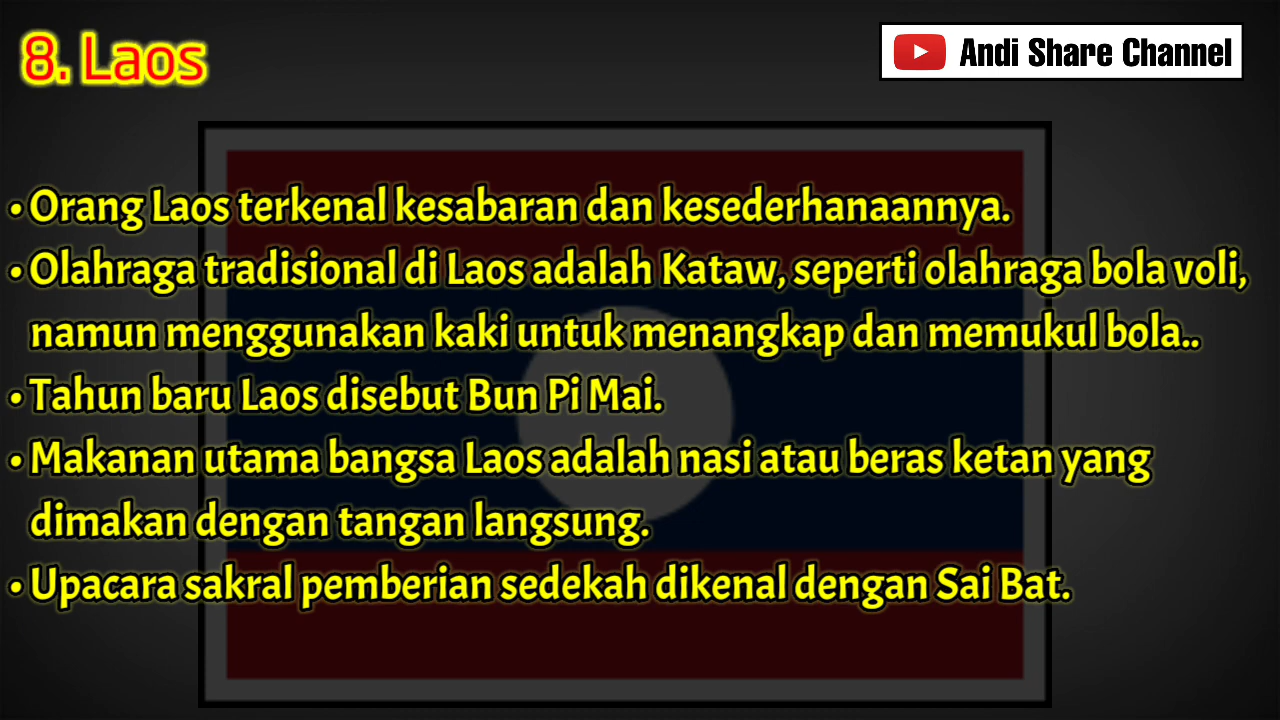 8. Laos
Andi Share Channel
• Orang Laos terkenal kesabaran dan kesederhanaannya.
• Olahraga tradisional di Laos adalah Kataw, seperti olahraga bola voli,
namun menggunakan kaki untuk menangkap dan memukul bola..
• Tahun baru Laos disebut Bun Pi Mai.
• Makanan utama bangsa Laos adalah nasi atau beras ketan yang
dimakan dengan tangan langsung.
• Upacara sakral pemberian sedekah dikenal dengan Sai Bat.